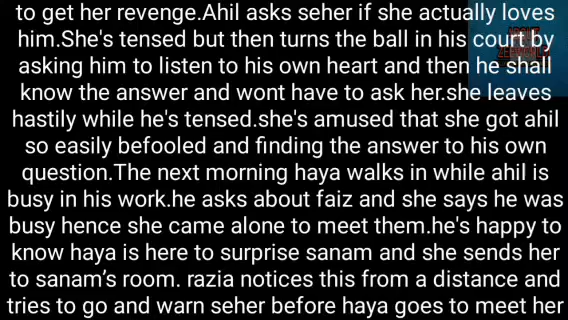 to get her revenge.Ahil asks seher if she actually loves
him.She's tensed but then turns the ball in his court by
asking him to listen to his own heart and then he shall
know the answer and wont have to ask her.she leaves
hastily while he's tensed.she's amused that she got ahil
so easily befooled and finding the answer to his own
question.The next morning haya walks in while ahil is
busy in his work.he asks about faiz and she says he was
busy hence she came alone to meet them.he's happy to
know haya is here to surprise sanam and she sends her
to sanam’s room. razia notices this from a distance and
tries to go and warn seher before haya goes to meet her